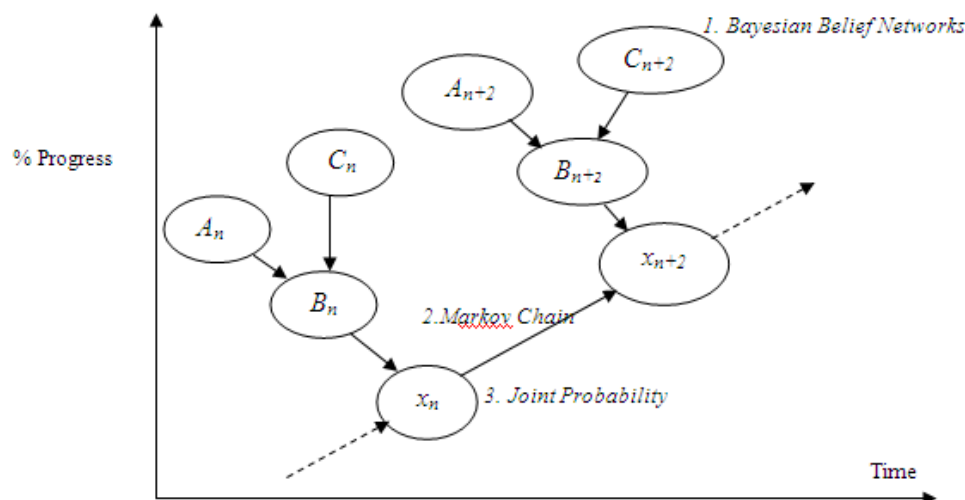 1. Bayesian Belief Networks
C_{n+2}
A_{n+2}
% Progress
C_n
B_{n+2}
A_n
x_{n+2}
B_n
2.Markov Chain
3. Joint Probability
x_n
Time